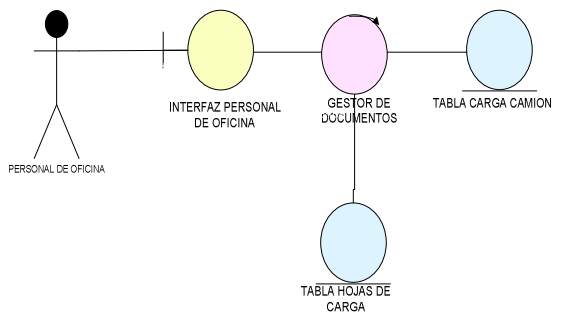 INTERFAZ PERSONAL
DE OFICINA
GESTOR DE
DOCUMENTOS
TABLA CARGA CAMION
PERSONAL DE OFICINA
TABLA HOJAS DE
CARGA